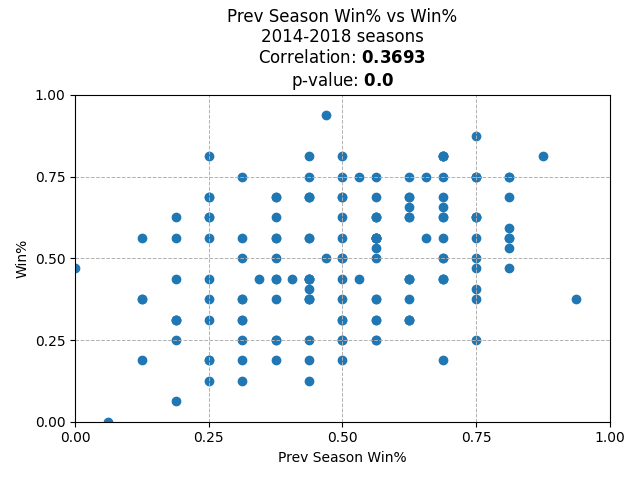 Prev Season Win% vs Win%
2014-2018 seasons
Correlation: 0.3693
p-value: 0.0
1.00
0.75
0.50
0.25
0.00
Win%
0.00 0.25 0.50 0.75 1.00
Prev Season Win%